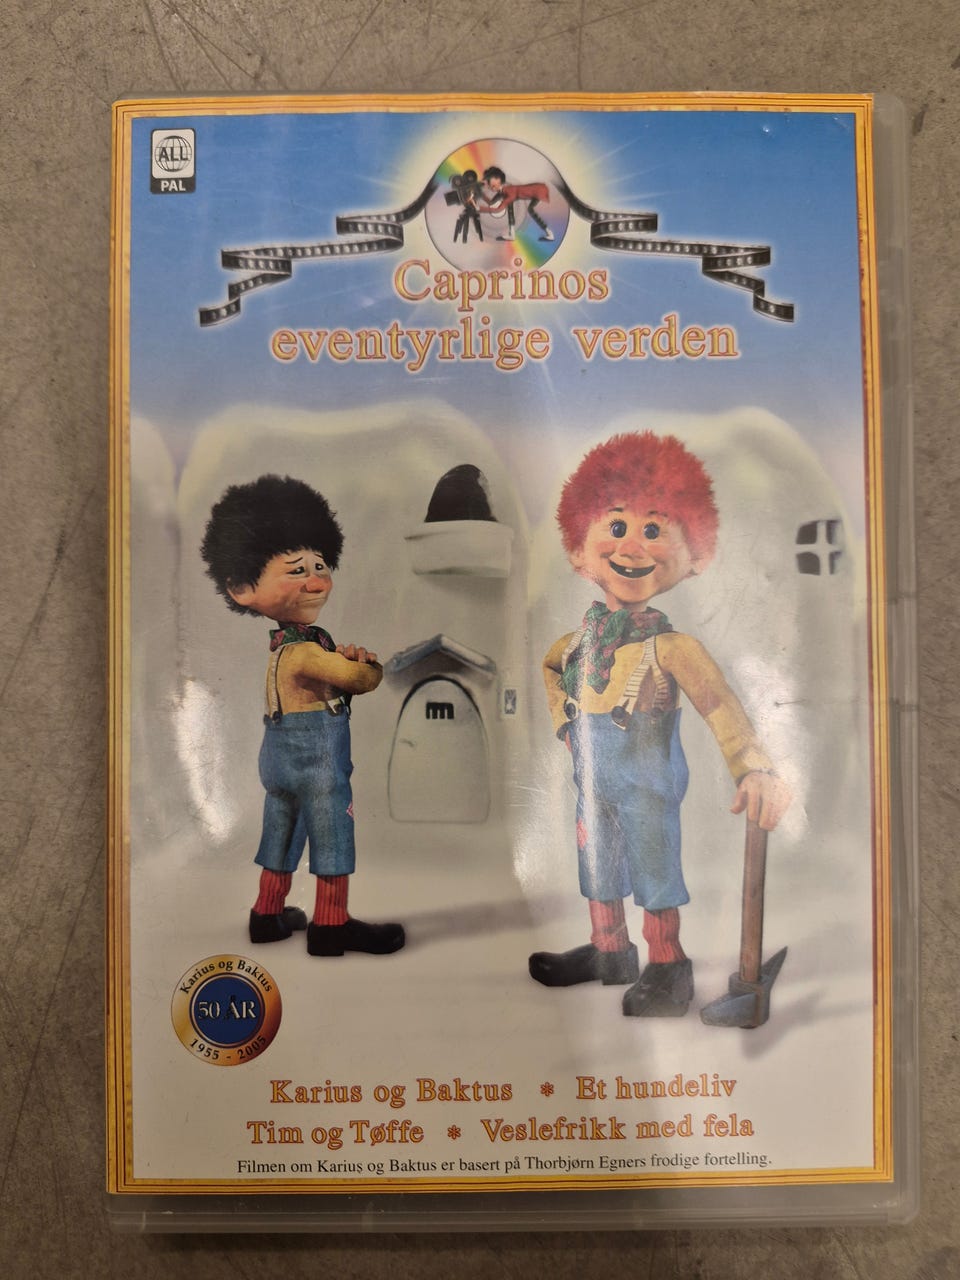 ALL
PAL
Caprinos
eventyrlige verden
Karius og Baktus
50 ÅR
1955 - 2005
Karius og Baktus * Et hundeliv
Tim og Tøffe * Veslefrikk med fela
Filmen om Karius og Baktus er basert på Thorbjørn Egners frodige fortelling.